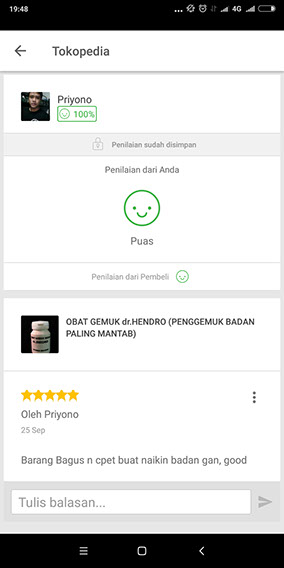 19:48
4G
Tokopedia
Priyono
100%
Penilaian sudah disimpan
Penilaian dari Anda
Puas
Penilaian dari Pembeli
OBAT GEMUK dr.HENDRO (PENGGEMUK BADAN
PALING MANTAB)
Oleh Priyono
25 Sep
Barang Bagus n cpet buat naikin badan gan, good
Tulis balasan...